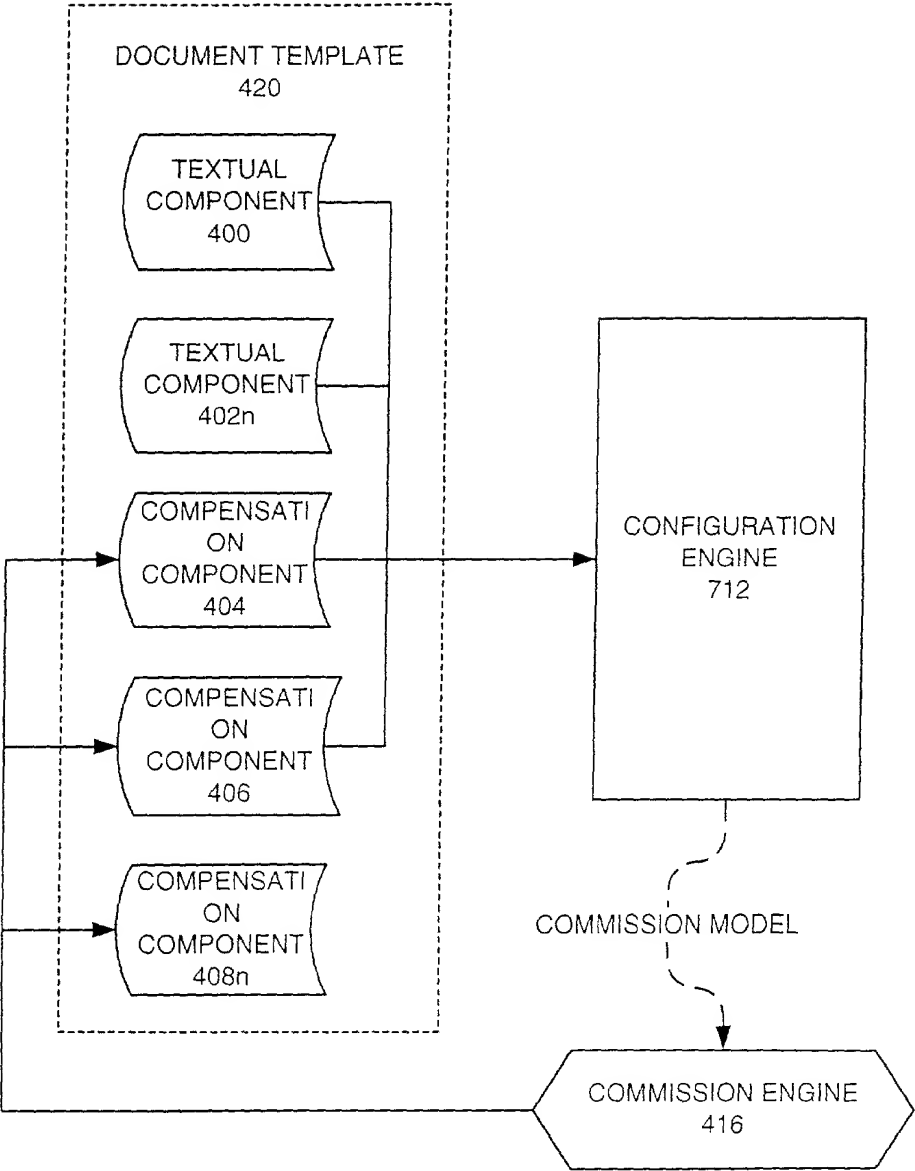 DOCUMENT TEMPLATE
420
TEXTUAL
COMPONENT
400
TEXTUAL
COMPONENT
402n
COMPENSATI
ON
COMPONENT
404
COMPENSATI
ON
COMPONENT
406
COMPENSATI
ON
COMPONENT
408n
CONFIGURATION
ENGINE
712
COMMISSION MODEL
COMMISSION ENGINE
416